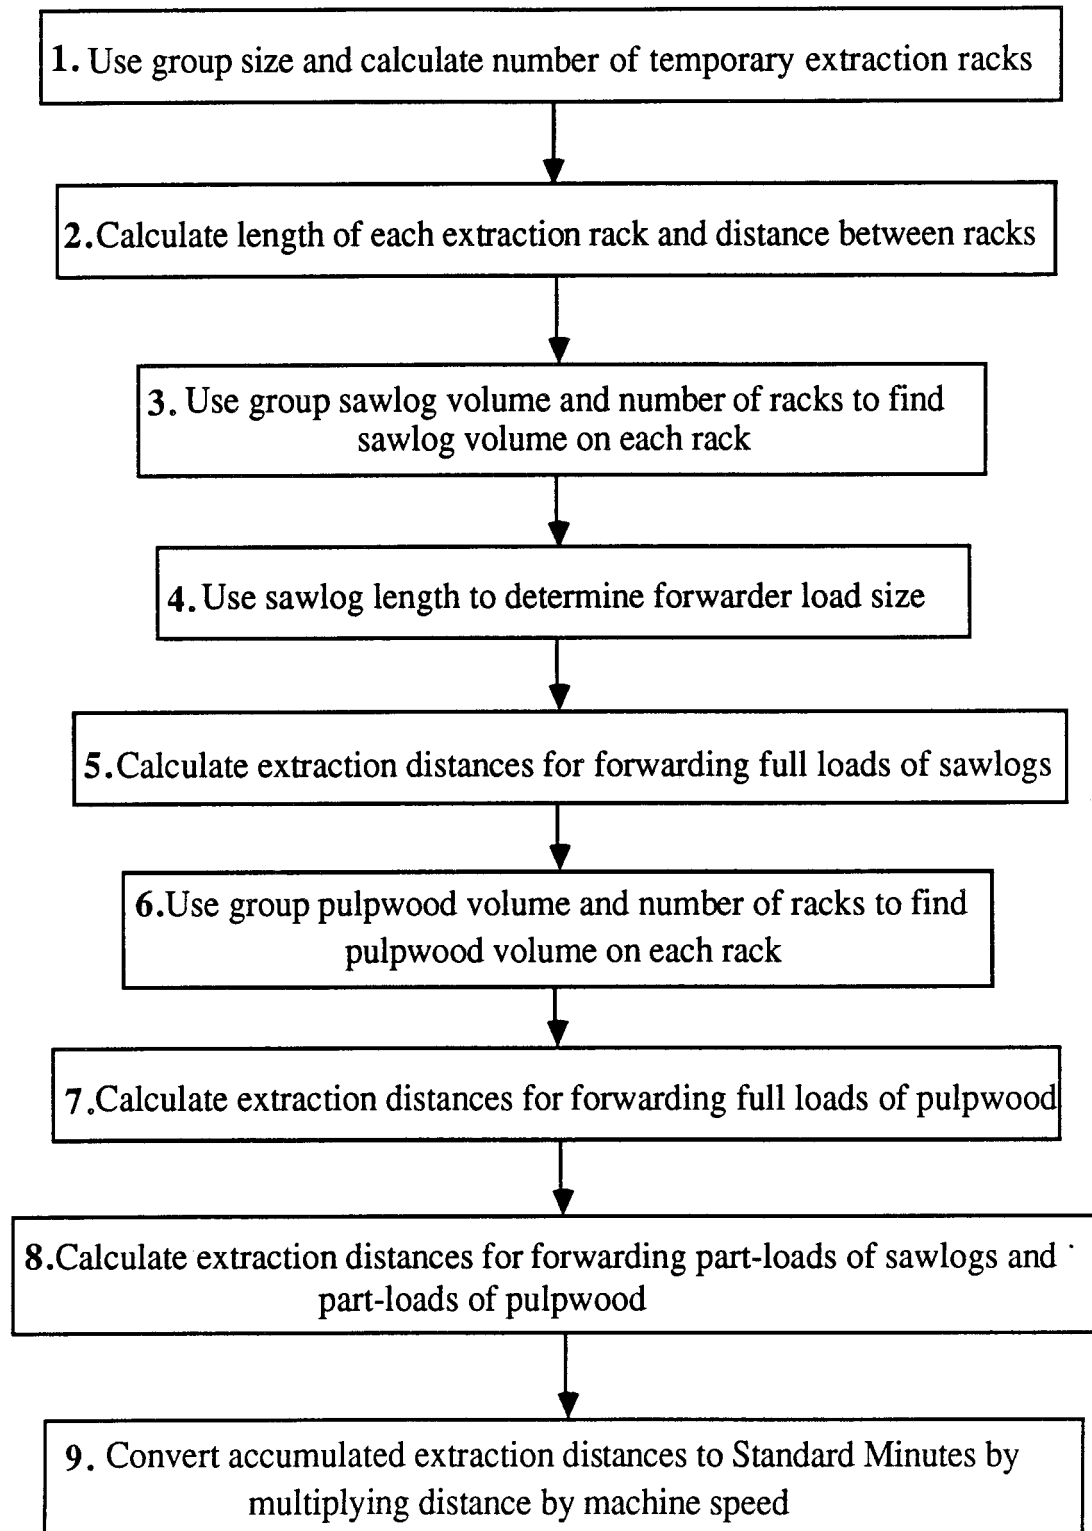 1. Use group size and calculate number of temporary extraction racks
2.Calculate length of each extraction rack and distance between racks
3. Use group sawlog volume and number of racks to find
sawlog volume on each rack
4. Use sawlog length to determine forwarder load size
5.Calculate extraction distances for forwarding full loads of sawlogs
6.Use group pulpwood volume and number of racks to find
pulpwood volume on each rack
7.Calculate extraction distances for forwarding full loads of pulpwood
8.Calculate extraction distances for forwarding part-loads of sawlogs and
part-loads of pulpwood
9. Convert accumulated extraction distances to Standard Minutes by
multiplying distance by machine speed